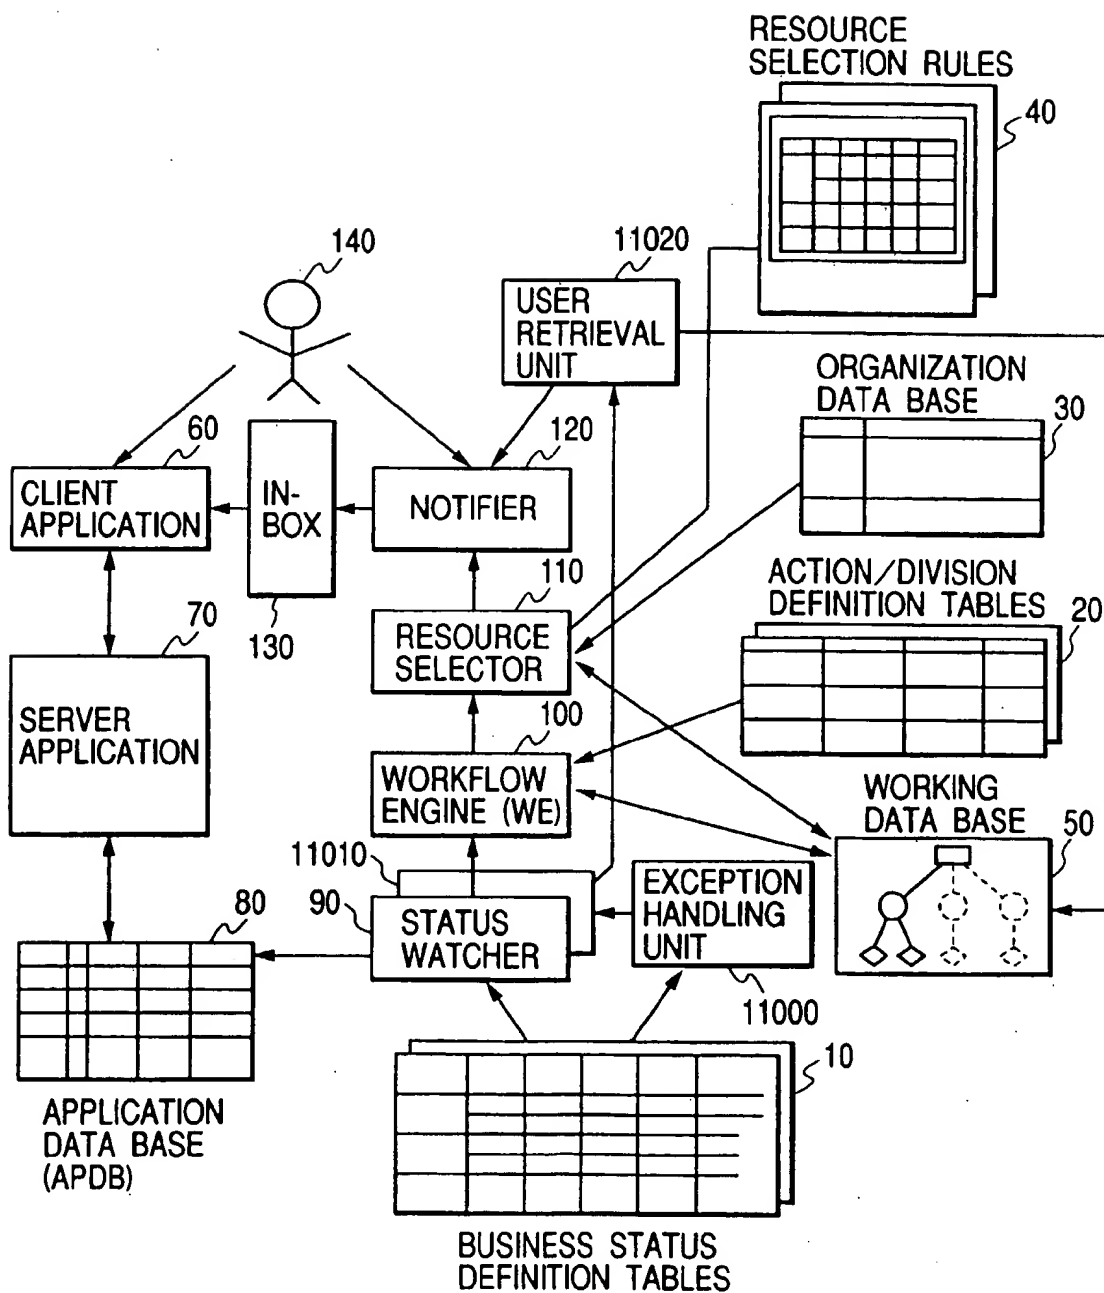 RESOURCE
SELECTION RULES
40
140
11020
USER
RETRIEVAL
UNIT
ORGANIZATION
DATA BASE
30
60
120
CLIENT
APPLICATION
IN-
BOX
NOTIFIER
110
ACTION/DIVISION
DEFINITION TABLES
20
70
130
RESOURCE
SELECTOR
SERVER
APPLICATION
100
WORKFLOW
ENGINE (WE)
WORKING
DATA BASE
50
11010
90
STATUS
WATCHER
EXCEPTION
HANDLING
UNIT
80
11000
10
APPLICATION
DATA BASE
(APDB)
BUSINESS STATUS
DEFINITION TABLES